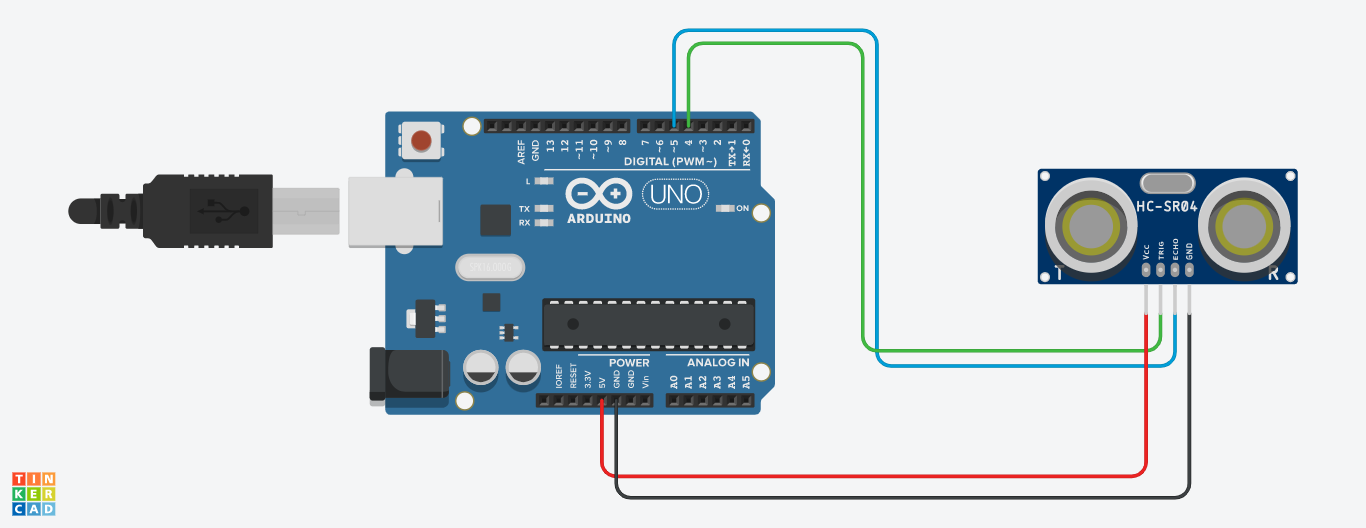 AREF
GND
13
12
~11
~10
~9
8
7
~6
~5
4
~3
2
TX→1
RX←0
DIGITAL (PWM~)
L
TX
RX
ARDUINO
UNO
ON
HC-SR04
Vcc
TRIG
ECHO
GND
T
R
POWER
ANALOG IN
IOREF
RESET
3.3V
5V
GND
GND
Vin
A0
A1
A2
A3
A4
A5
TIN
KER
CAD